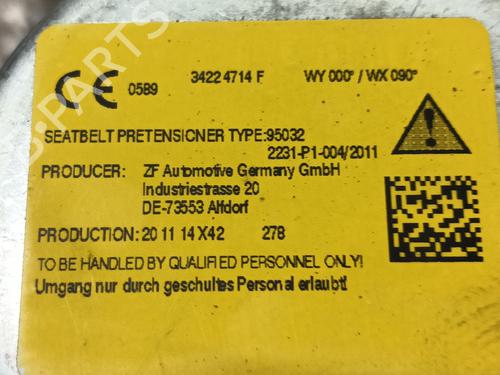 CE 0589 34224714 F WY 000° / WX 090°
SEATBELT PRETENSIONER TYPE:95032
2231-P1-004/2011
PRODUCER: ZF Automotive Germany GmbH
Industriestrasse 20
DE-73553 Alfdorf
PRODUCTION: 20 11 14 X42 278
TO BE HANDLED BY QUALIFIED PERSONNEL ONLY!
Umgang nur durch geschultes Personal erlaubt!